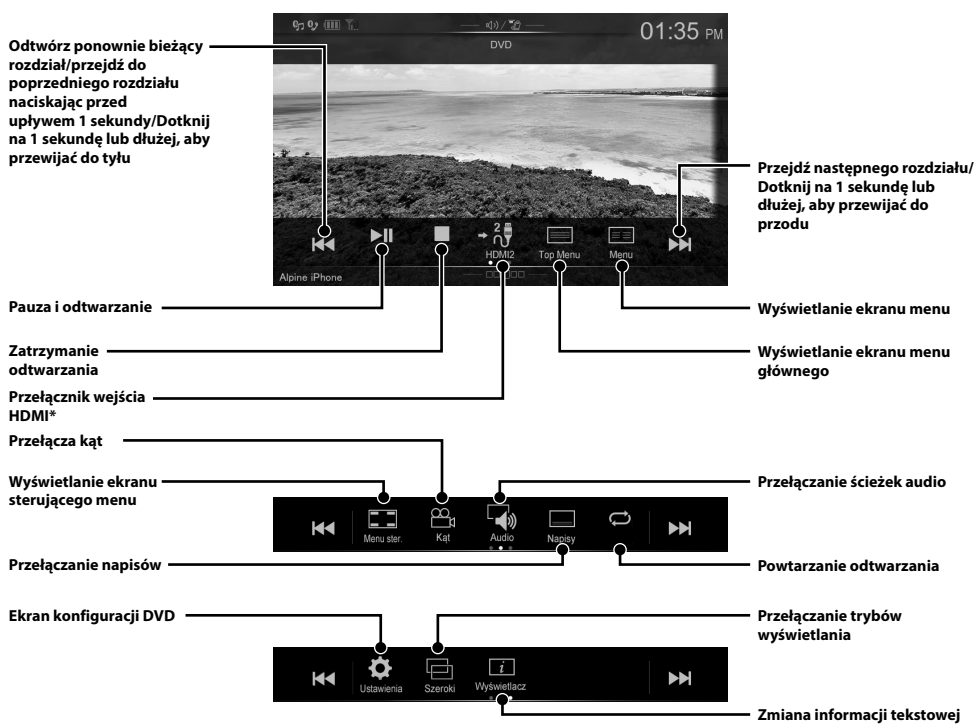 01:35 PM
DVD
Odtwórz ponownie bieżący
rozdział/przejdź do
poprzedniego rozdziału
naciskając przed
upływem 1 sekundy/Dotknij
na 1 sekundę lub dłużej, aby
przewijać do tyłu
Przejdź następnego rozdziału/
Dotknij na 1 sekundę lub
dłużej, aby przewijać do
przodu
2
HDMI2
Top Menu
Menu
Alpine iPhone
Pauza i odtwarzanie
Wyświetlanie ekranu menu
Zatrzymanie
odtwarzania
Wyświetlanie ekranu menu
głównego
Przełącznik wejścia
HDMI*
Przełącza kąt
Wyświetlanie ekranu
sterującego menu
Przełączanie ścieżek audio
Menu ster.
Kąt
Audio
Napisy
Przełączanie napisów
Powtarzanie odtwarzania
Ekran konfiguracji DVD
Przełączanie trybów
wyświetlania
Ustawienia
Szeroki
i
Wyświetlacz
Zmiana informacji tekstowej